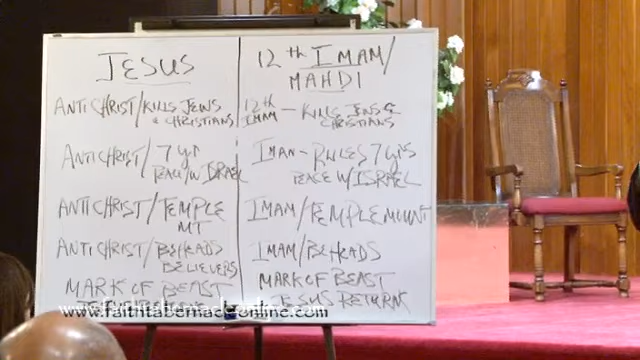 JESUS
ANTICHRIST/KILLS JEWS
& CHRISTIANS
ANTICHRIST/7 yr
PEACE/W/ISRAEL
ANTICHRIST/TEMPLE
MT
ANTICHRIST/BEHEADS
BELIEVERS
MARK OF BEAST
12th IMAM/
MAHDI
12th IMAM - KILLS JEWS &
CHRISTIANS
IMAM - RULES 7 yrs
PEACE W/ISRAEL
IMAM/TEMPLE MOUNT
IMAM/BEHEADS
MARK OF BEAST
JESUS RETURN
www.faithtabernacleonline.com